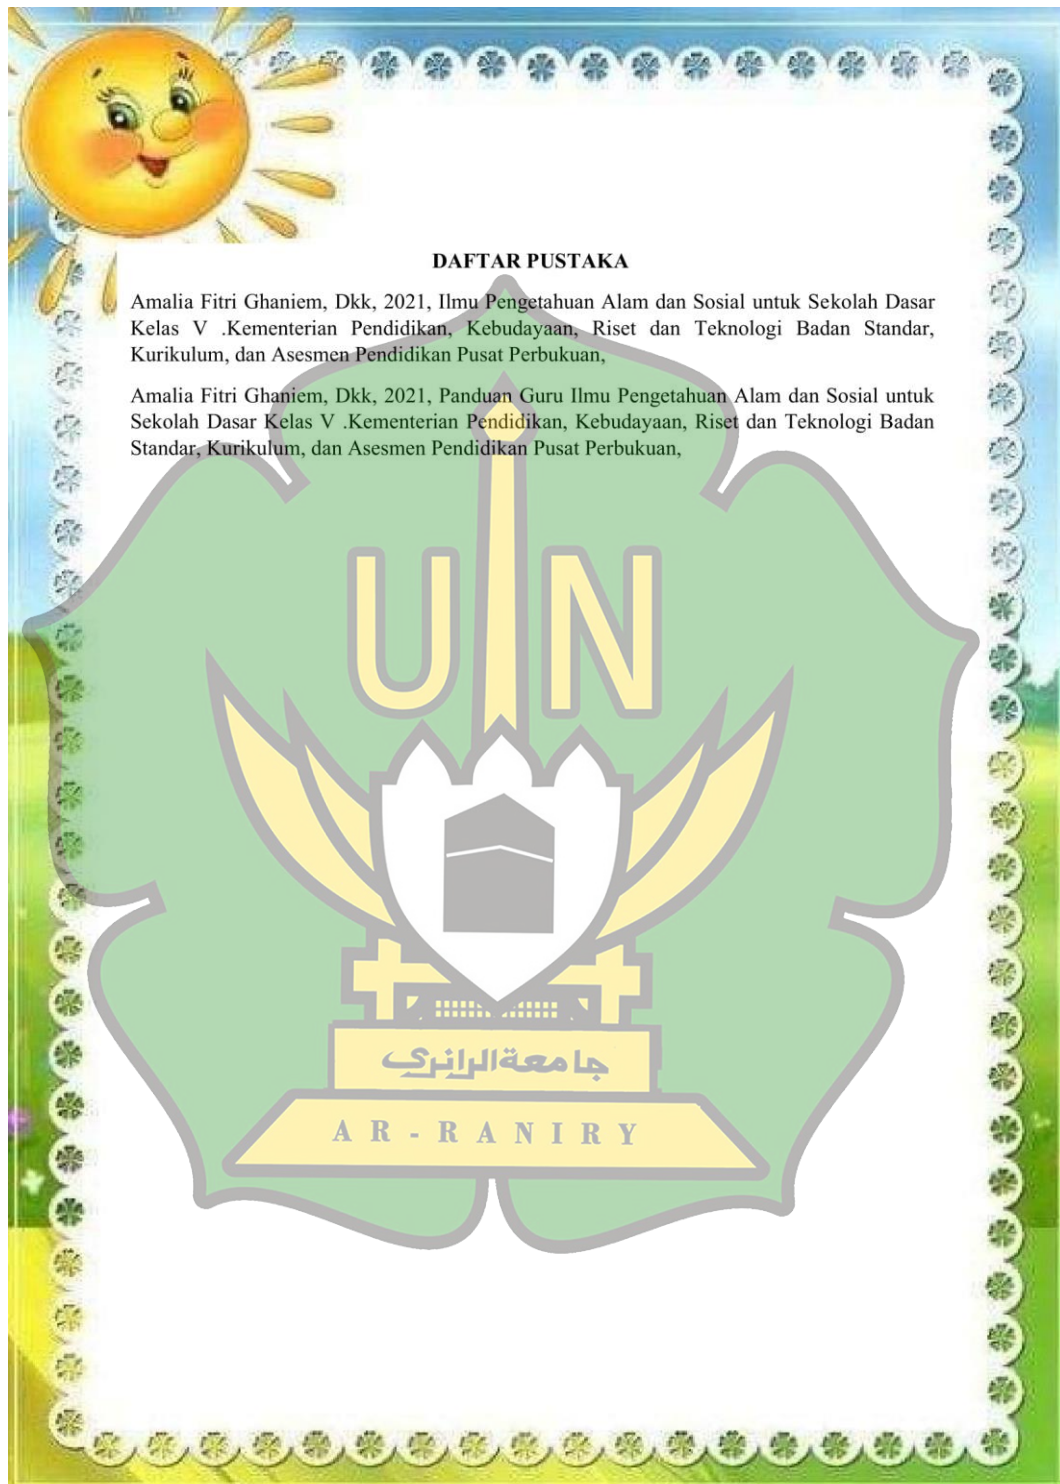 DAFTAR PUSTAKA
Amalia Fitri Ghaniem, Dkk, 2021, Ilmu Pengetahuan Alam dan Sosial untuk Sekolah Dasar
Kelas V .Kementerian Pendidikan, Kebudayaan, Riset dan Teknologi Badan Standar,
Kurikulum, dan Asesmen Pendidikan Pusat Perbukuan,
Amalia Fitri Ghaniem, Dkk, 2021, Panduan Guru Ilmu Pengetahuan Alam dan Sosial untuk
Sekolah Dasar Kelas V .Kementerian Pendidikan, Kebudayaan, Riset dan Teknologi Badan
Standar, Kurikulum, dan Asesmen Pendidikan Pusat Perbukuan,
UIN
جامعة الرانري
AR-RANIRY